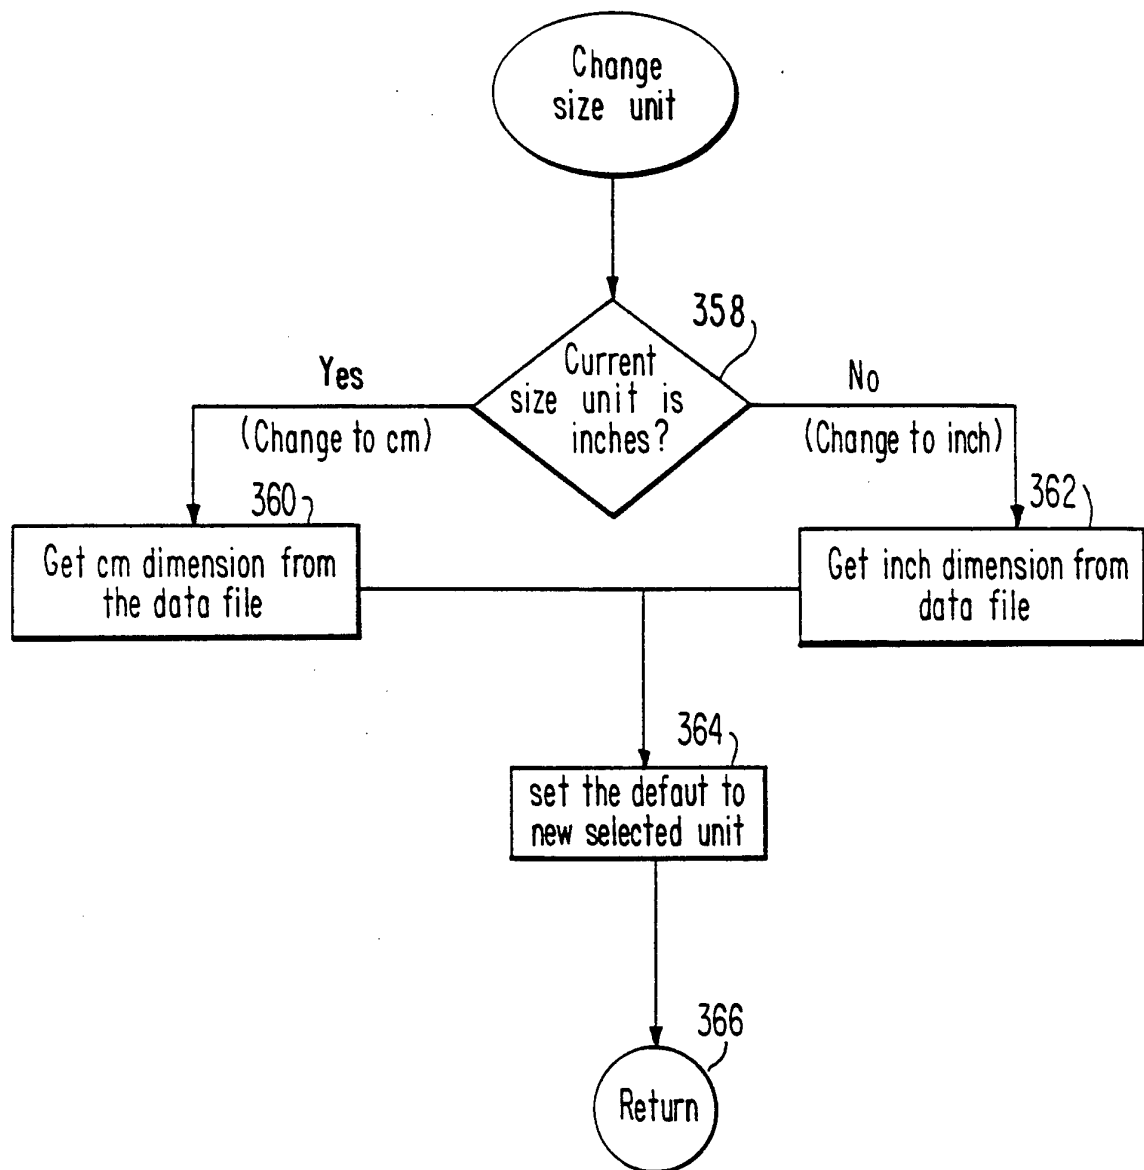 Change
size unit
358
Current
size unit is
inches?
Yes
(Change to cm)
No
(Change to inch)
360
Get cm dimension from
the data file
362
Get inch dimension from
data file
364
set the defaut to
new selected unit
366
Return